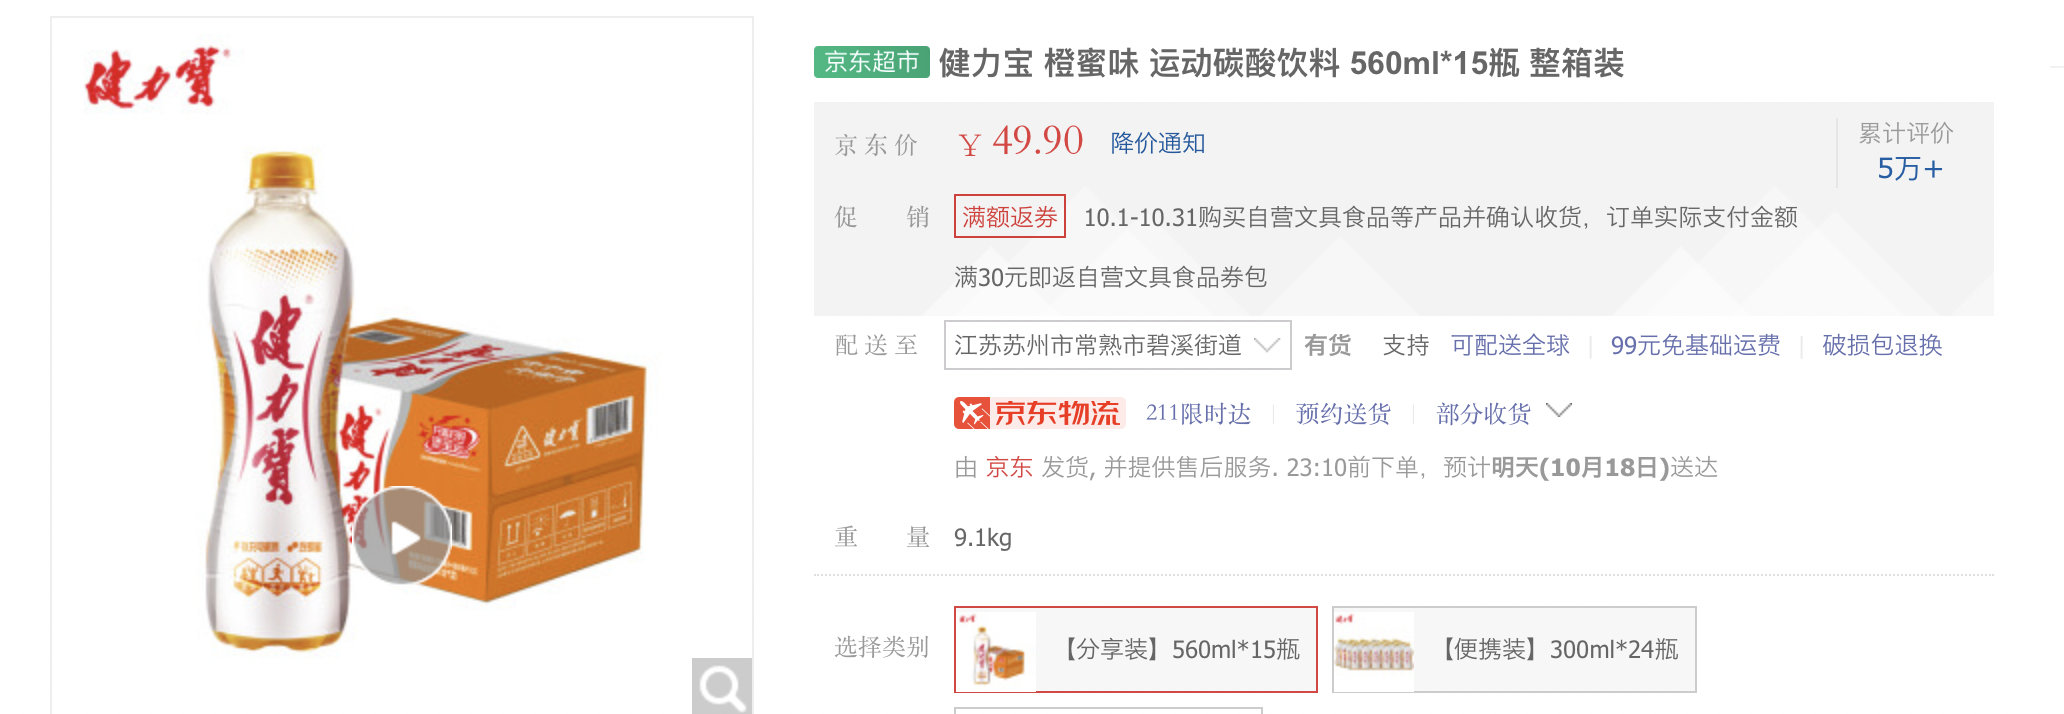 健力寶®
京东超市 健力宝 橙蜜味 运动碳酸饮料 560ml*15瓶 整箱装
京东价 ￥49.90 降价通知
累计评价
5万+
促销 满额返券 10.1-10.31购买自营文具食品等产品并确认收货，订单实际支付金额
满30元即返自营文具食品券包
配送至 江苏苏州市常熟市碧溪街道 有货 支持 可配送全球 99元免基础运费 破损包退换
京东物流 211限时达 预约送货 部分收货
由 京东 发货, 并提供售后服务. 23:10前下单，预计明天(10月18日)送达
重量 9.1kg
选择类别 【分享装】560ml*15瓶 【便携装】300ml*24瓶
健力寶®
健力寶
健力寶